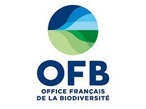 OFB
OFFICE FRANÇAIS
DE LA BIODIVERSITÉ